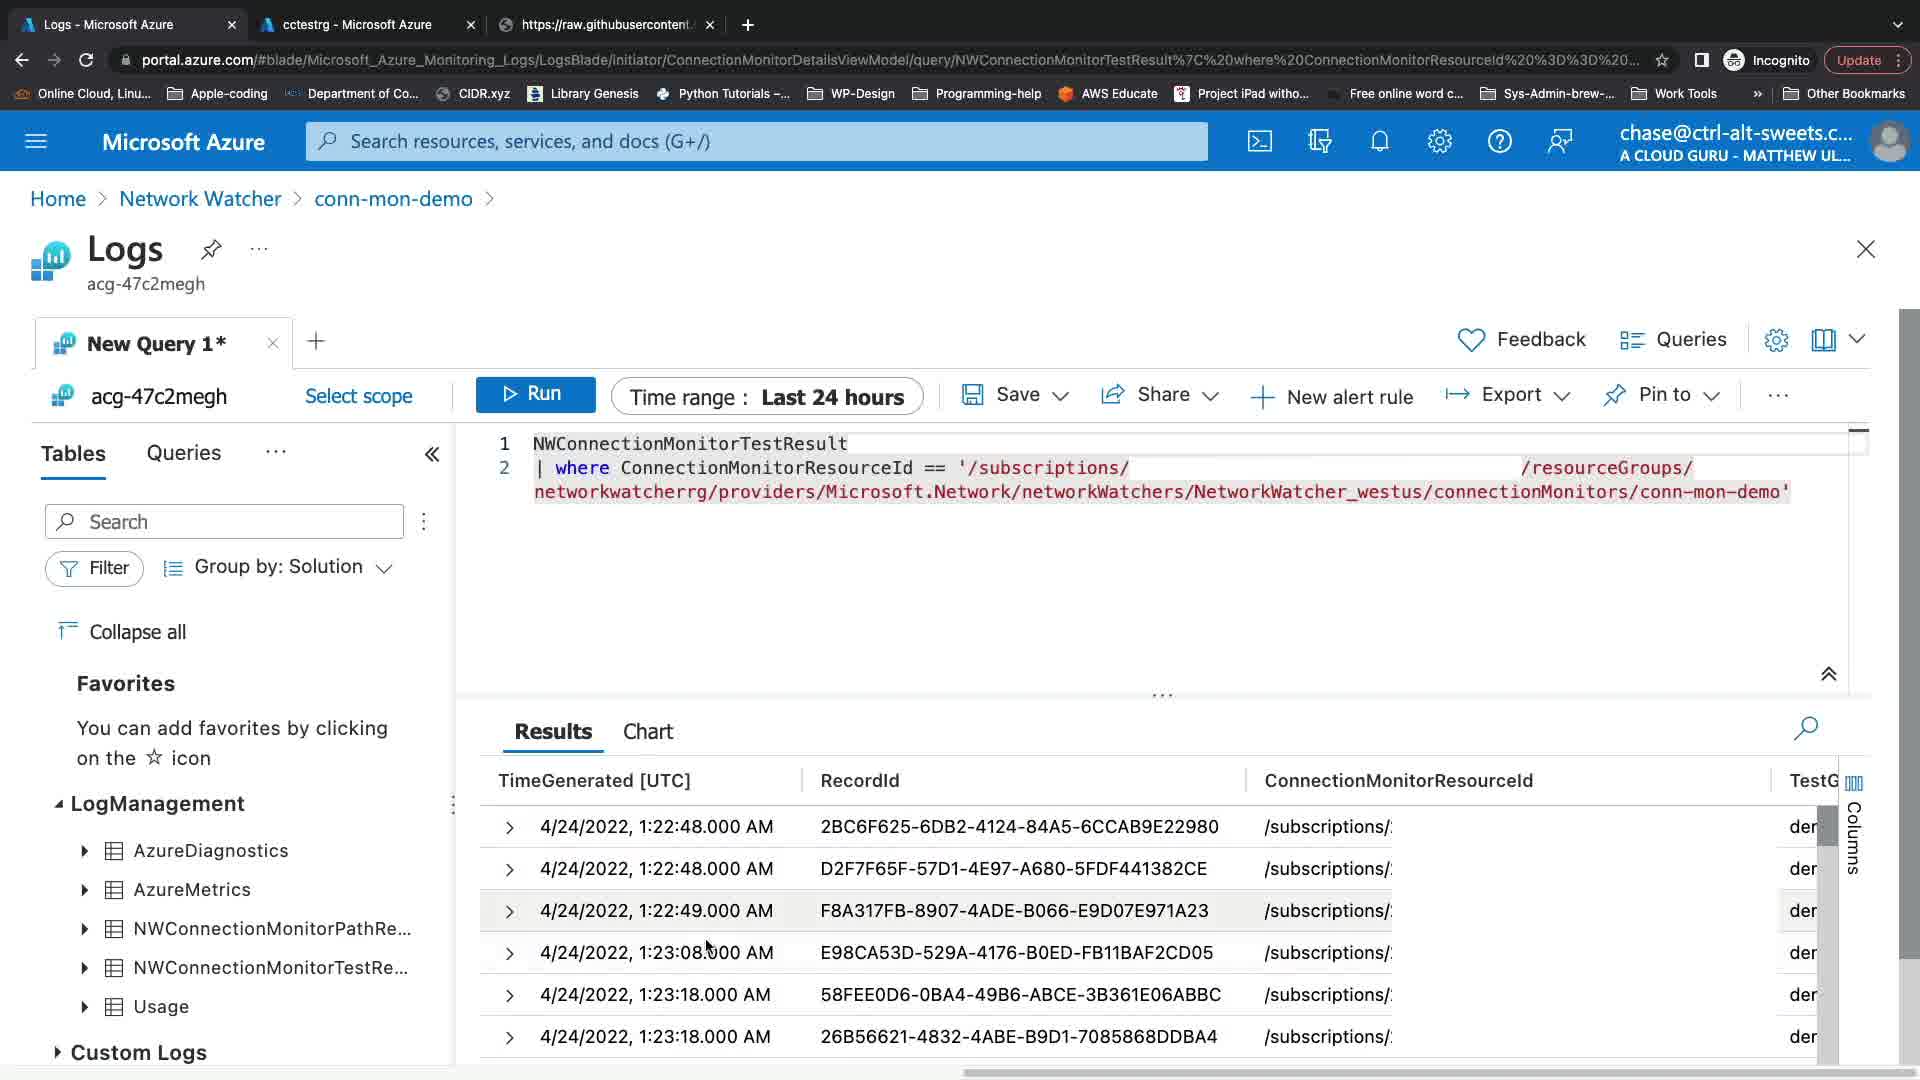 Logs - Microsoft Azure
cctestrg - Microsoft Azure
https://raw.githubusercontent.
portal.azure.com/#blade/Microsoft_Azure_Monitoring_Logs/LogsBlade/initiator/ConnectionMonitorDetailsViewModel/query/NWConnectionMonitorTestResult%7C%20where%20ConnectionMonitorResourceId%20%3D%3D%20...
Incognito
Update
Online Cloud, Linu...
Apple-coding
Department of Co...
CIDR.xyz
Library Genesis
Python Tutorials –...
WP-Design
Programming-help
AWS Educate
Project iPad witho...
Free online word c...
Sys-Admin-brew-...
Work Tools
»
Other Bookmarks
Microsoft Azure
Search resources, services, and docs (G+/)
chase@ctrl-alt-sweets.c...
A CLOUD GURU - MATTHEW UL...
Home > Network Watcher > conn-mon-demo >
Logs
...
acg-47c2megh
New Query 1*
Feedback
Queries
acg-47c2megh
Select scope
Run
Time range : Last 24 hours
Save
Share
New alert rule
Export
Pin to
...
Tables
Queries
...
Search
Filter
Group by: Solution
Collapse all
Favorites
You can add favorites by clicking
on the ☆ icon
LogManagement
AzureDiagnostics
AzureMetrics
NWConnectionMonitorPathRe...
NWConnectionMonitorTestRe...
Usage
Custom Logs
1 NWConnectionMonitorTestResult
2 | where ConnectionMonitorResourceId == '/subscriptions/ /resourceGroups/
networkwatcherrg/providers/Microsoft.Network/networkWatchers/NetworkWatcher_westus/connectionMonitors/conn-mon-demo'
...
Results
Chart
TimeGenerated [UTC] RecordId ConnectionMonitorResourceId TestG
4/24/2022, 1:22:48.000 AM 2BC6F625-6DB2-4124-84A5-6CCAB9E22980 /subscriptions/ der
4/24/2022, 1:22:48.000 AM D2F7F65F-57D1-4E97-A680-5FDF441382CE /subscriptions/ der
4/24/2022, 1:22:49.000 AM F8A317FB-8907-4ADE-B066-E9D07E971A23 /subscriptions/ der
4/24/2022, 1:23:08.000 AM E98CA53D-529A-4176-B0ED-FB11BAF2CD05 /subscriptions/ der
4/24/2022, 1:23:18.000 AM 58FEE0D6-0BA4-49B6-ABCE-3B361E06ABBC /subscriptions/ der
4/24/2022, 1:23:18.000 AM 26B56621-4832-4ABE-B9D1-7085868DDBA4 /subscriptions/ der
Columns